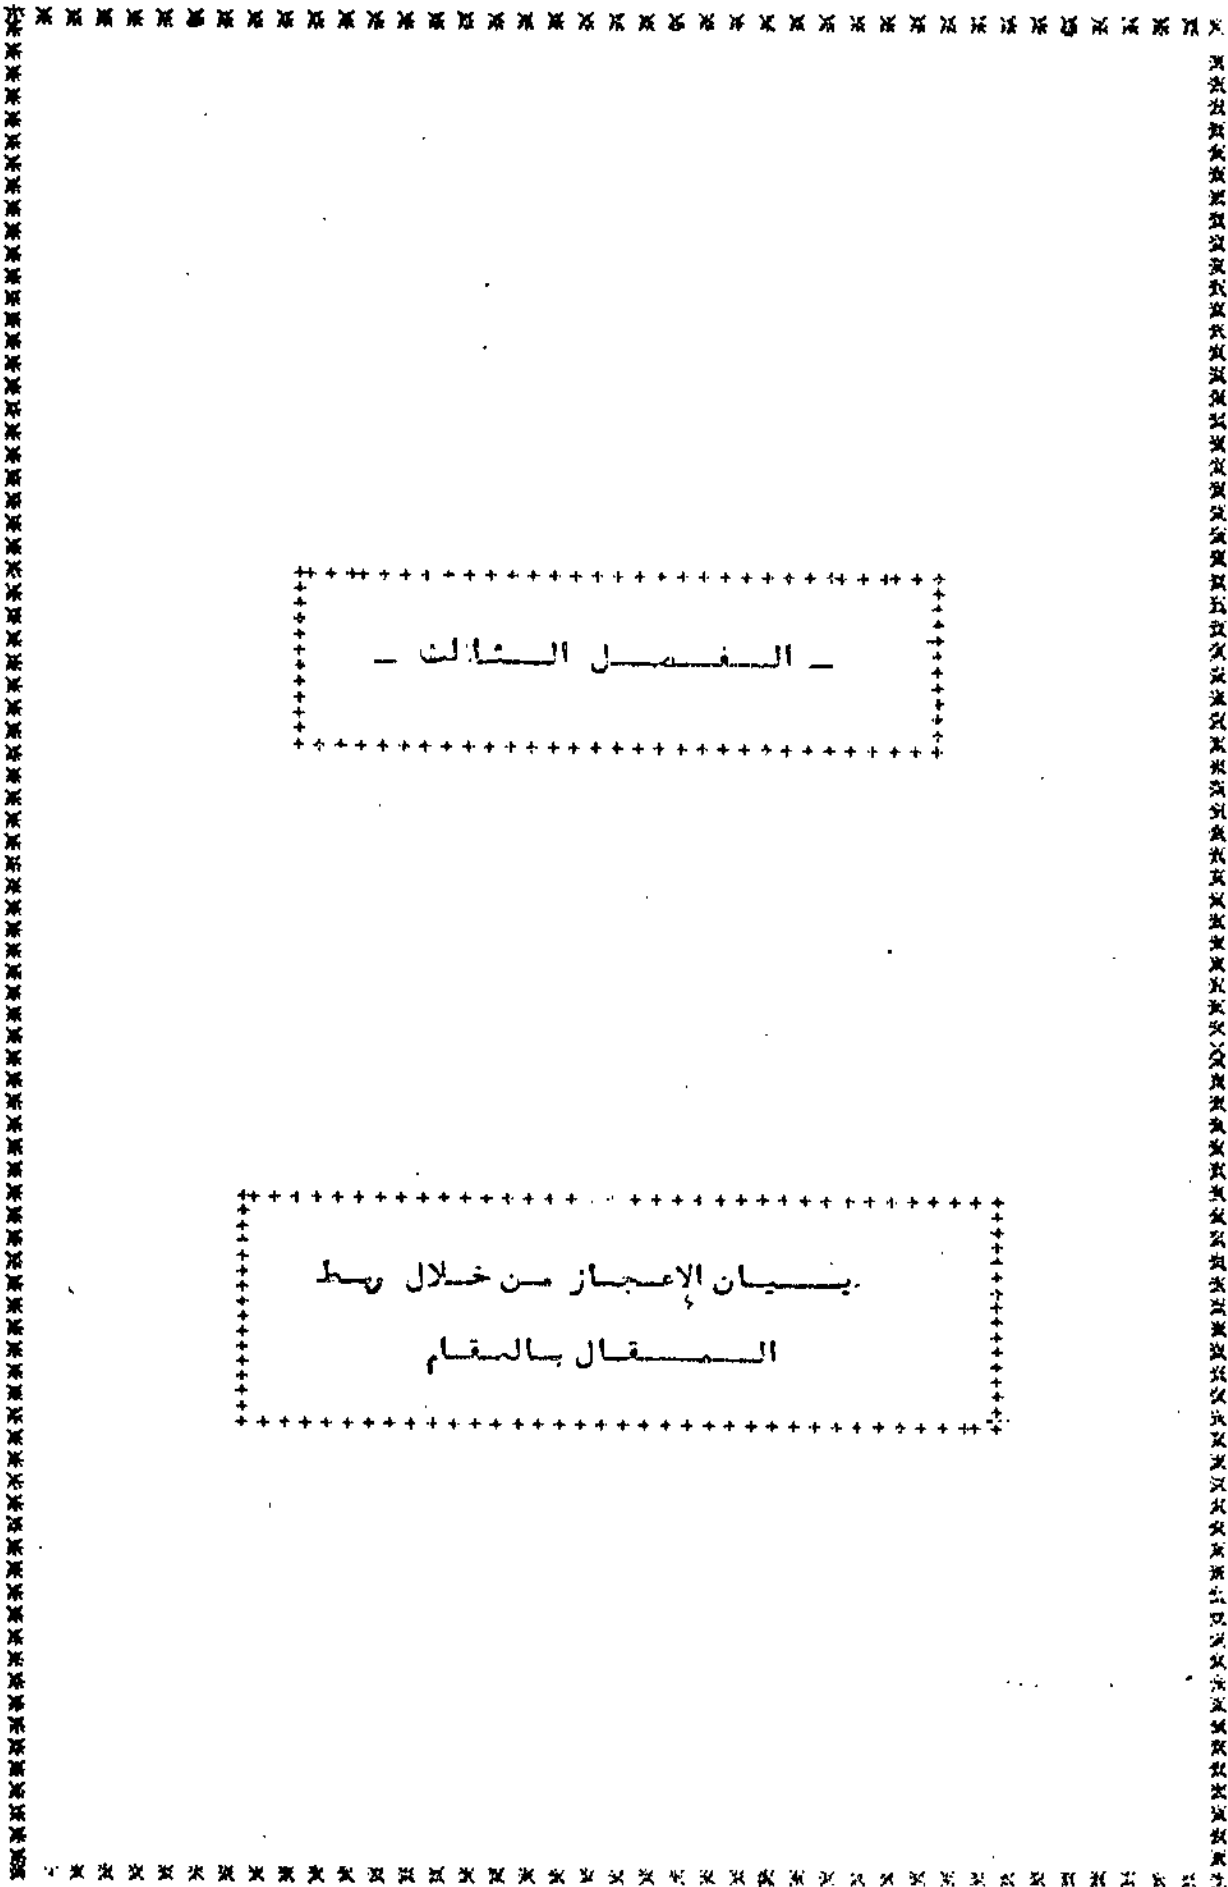 – الفصل الثالث –
بيان الإعجاز من خلال ربط
المقال بالمقام